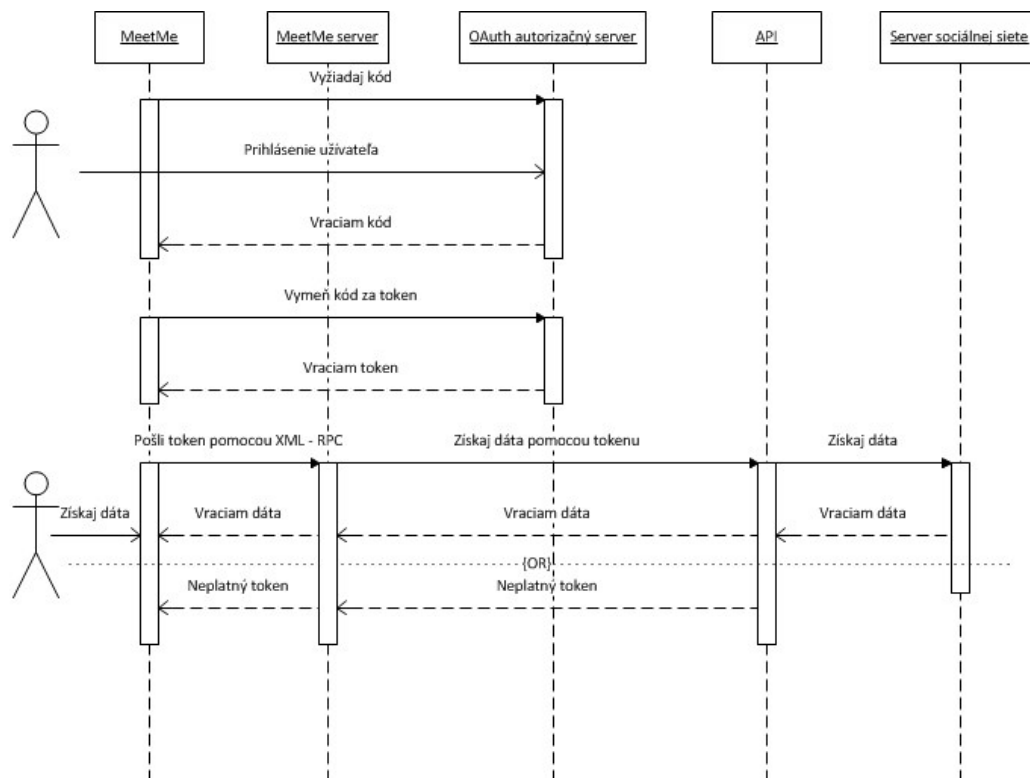 MeetMe
MeetMe server
OAuth autorizačný server
API
Server sociálnej siete
Vyžiadaj kód
Prihlásenie užívateľa
Vraciam kód
Vymeň kód za token
Vraciam token
Pošli token pomocou XML - RPC
Získaj dáta pomocou tokenu
Získaj dáta
Získaj dáta
Vraciam dáta
Vraciam dáta
Vraciam dáta
{OR}
Neplatný token
Neplatný token